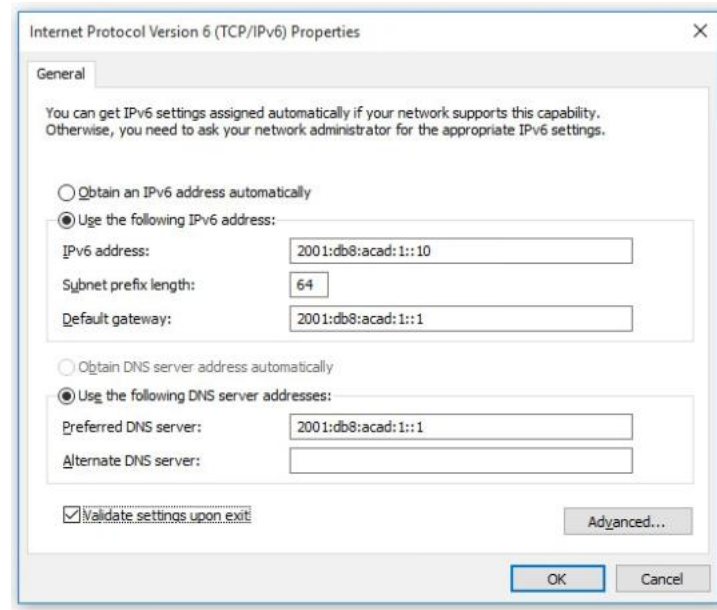 Internet Protocol Version 6 (TCP/IPv6) Properties
General
You can get IPv6 settings assigned automatically if your network supports this capability.
Otherwise, you need to ask your network administrator for the appropriate IPv6 settings.
Obtain an IPv6 address automatically
Use the following IPv6 address:
IPv6 address: 2001:db8:acad:1::10
Subnet prefix length: 64
Default gateway: 2001:db8:acad:1::1
Obtain DNS server address automatically
Use the following DNS server addresses:
Preferred DNS server: 2001:db8:acad:1::1
Alternate DNS server:
Validate settings upon exit
Advanced...
OK Cancel